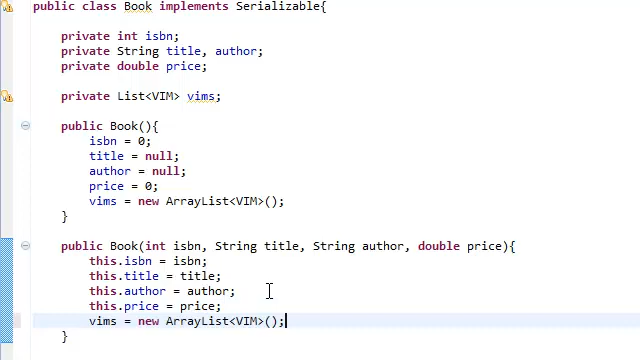 public class Book implements Serializable{
private int isbn;
private String title, author;
private double price;
private List<VIM> vims;
public Book(){
isbn = 0;
title = null;
author = null;
price = 0;
vims = new ArrayList<VIM>();
}
public Book(int isbn, String title, String author, double price){
this.isbn = isbn;
this.title = title;
this.author = author;
this.price = price;
vims = new ArrayList<VIM>();
}